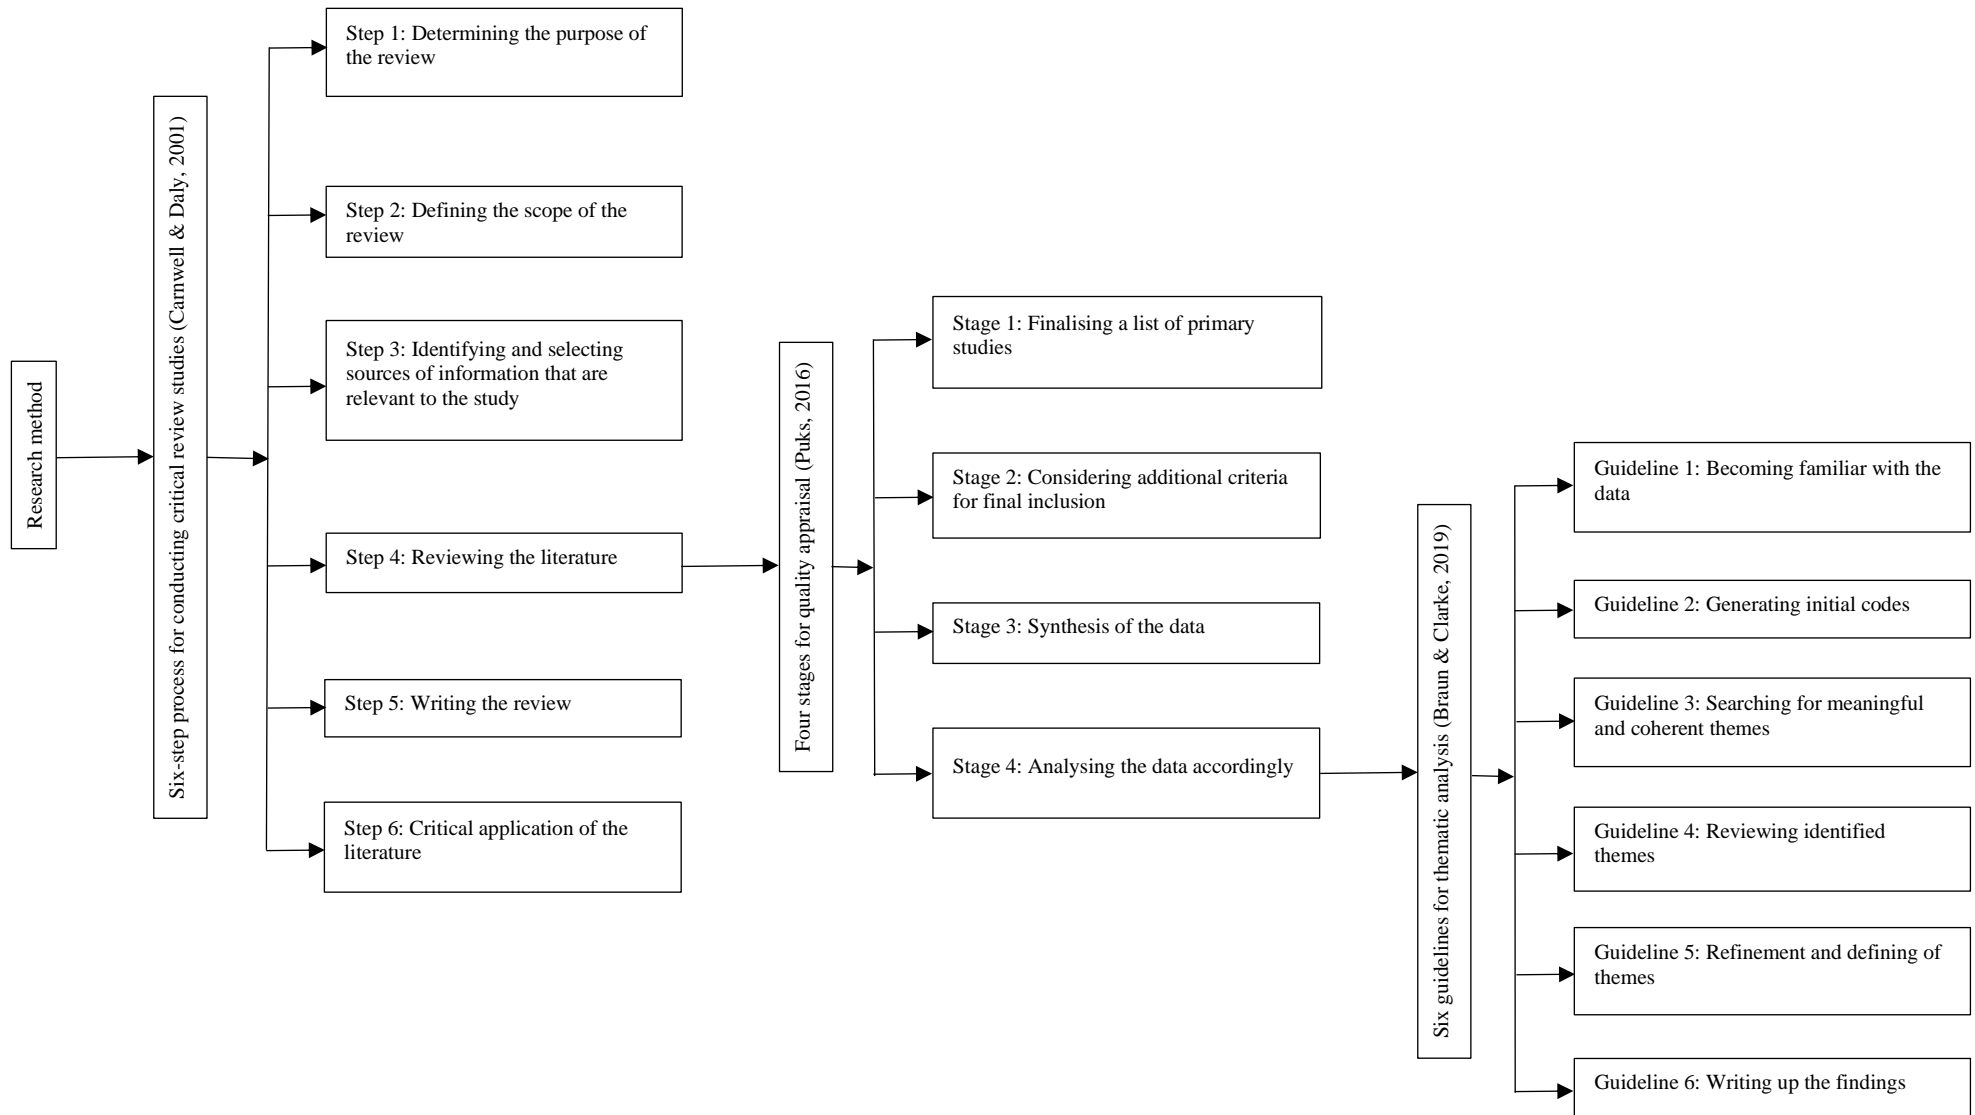 Research method
Six-step process for conducting critical review studies (Carnwell & Daly, 2001)
Step 1: Determining the purpose of
the review
Step 2: Defining the scope of the
review
Step 3: Identifying and selecting
sources of information that are
relevant to the study
Step 4: Reviewing the literature
Step 5: Writing the review
Step 6: Critical application of the
literature
Four stages for quality appraisal (Puks, 2016)
Stage 1: Finalising a list of primary
studies
Stage 2: Considering additional criteria
for final inclusion
Stage 3: Synthesis of the data
Stage 4: Analysing the data accordingly
Six guidelines for thematic analysis (Braun & Clarke, 2019)
Guideline 1: Becoming familiar with the
data
Guideline 2: Generating initial codes
Guideline 3: Searching for meaningful
and coherent themes
Guideline 4: Reviewing identified
themes
Guideline 5: Refinement and defining of
themes
Guideline 6: Writing up the findings